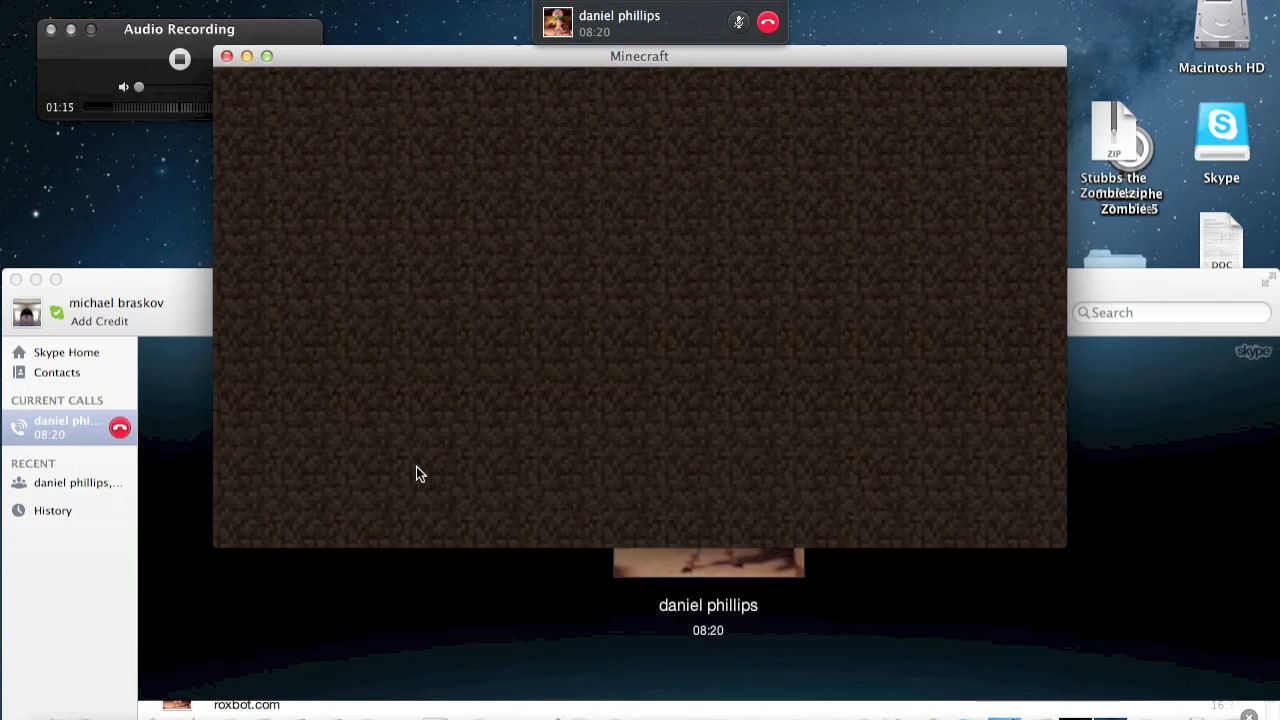 daniel phillips
08:20
Audio Recording
01:15
Minecraft
Macintosh HD
ZIP
Stubbs the
Skype
Zombie 5
DOC
michael braskov
Add Credit
Search
Skype Home
Contacts
skype
CURRENT CALLS
daniel phi...
08:20
RECENT
daniel phillips,...
History
daniel phillips
08:20
roxbot.com